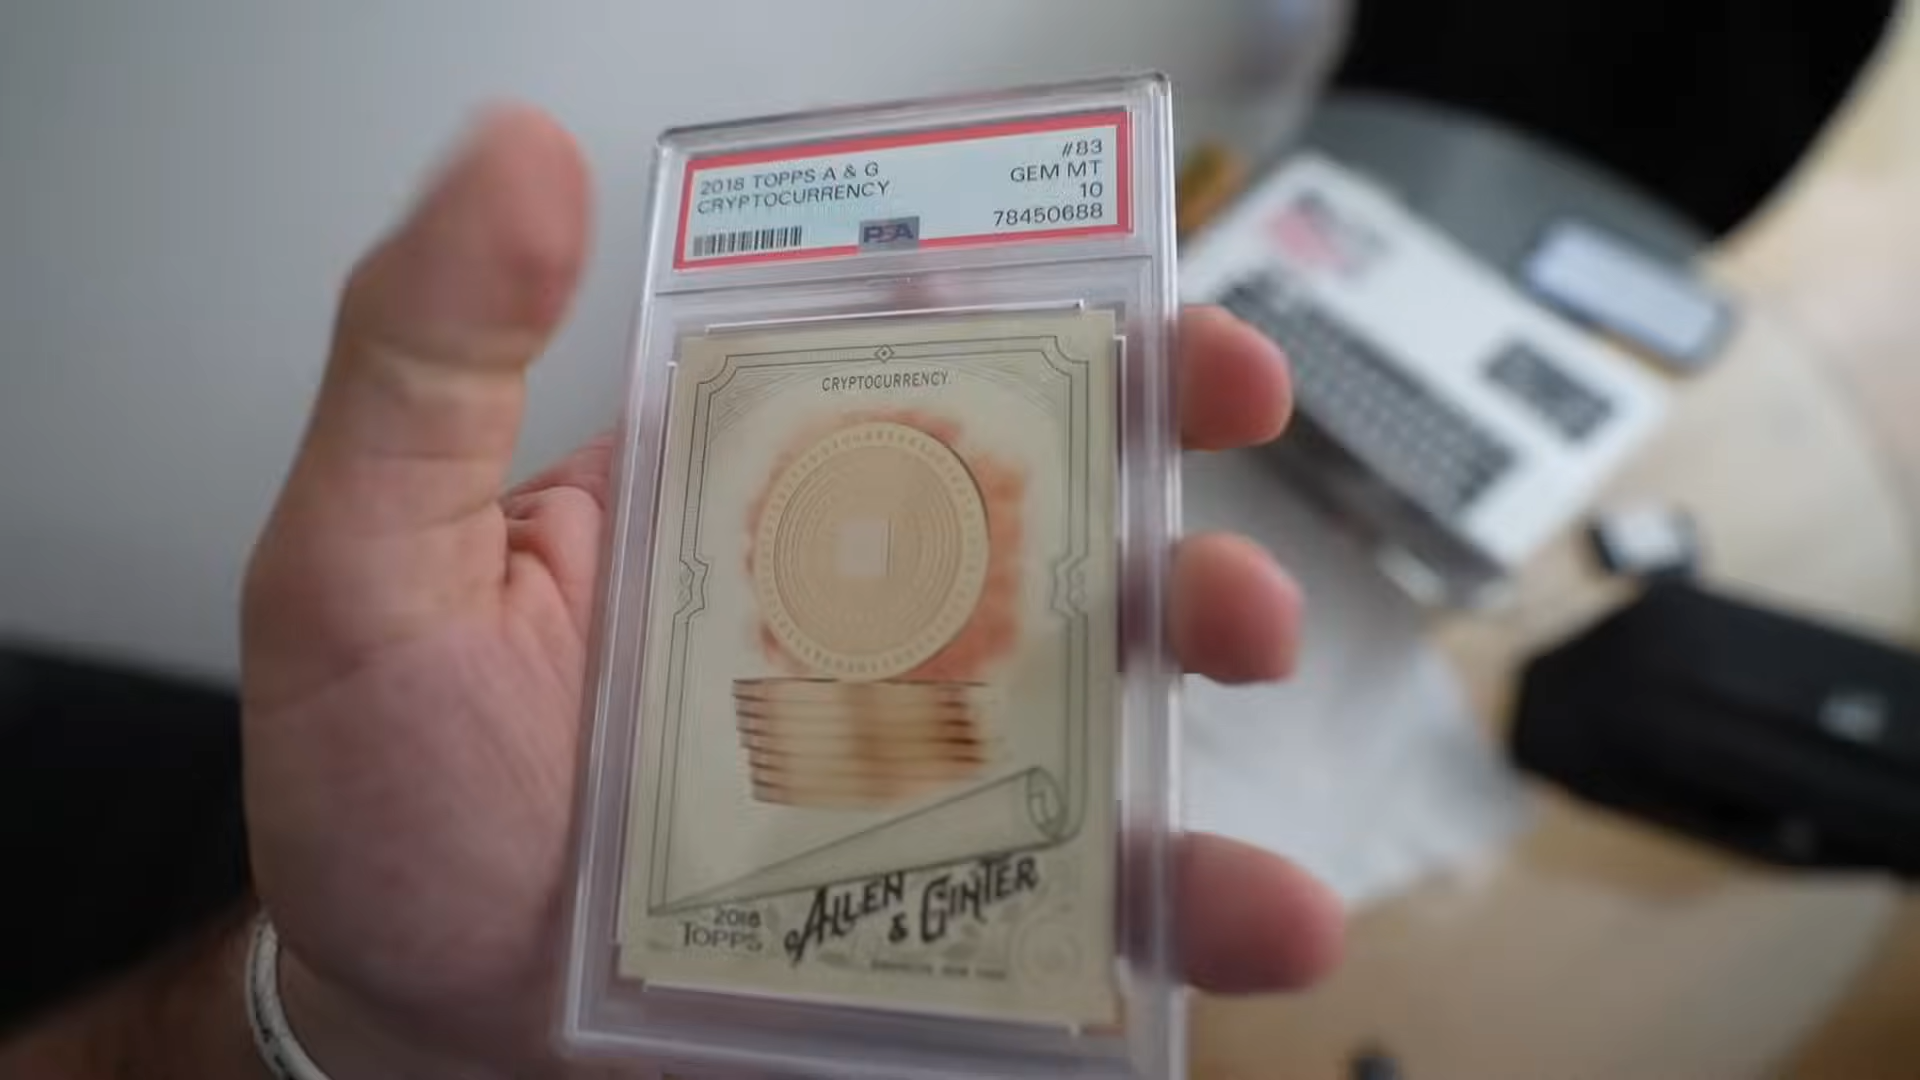 2018 TOPPS A & G
CRYPTOCURRENCY
#83
GEM MT
10
78450688
PSA
CRYPTOCURRENCY
2018
TOPPS
ALLEN
& GINTER